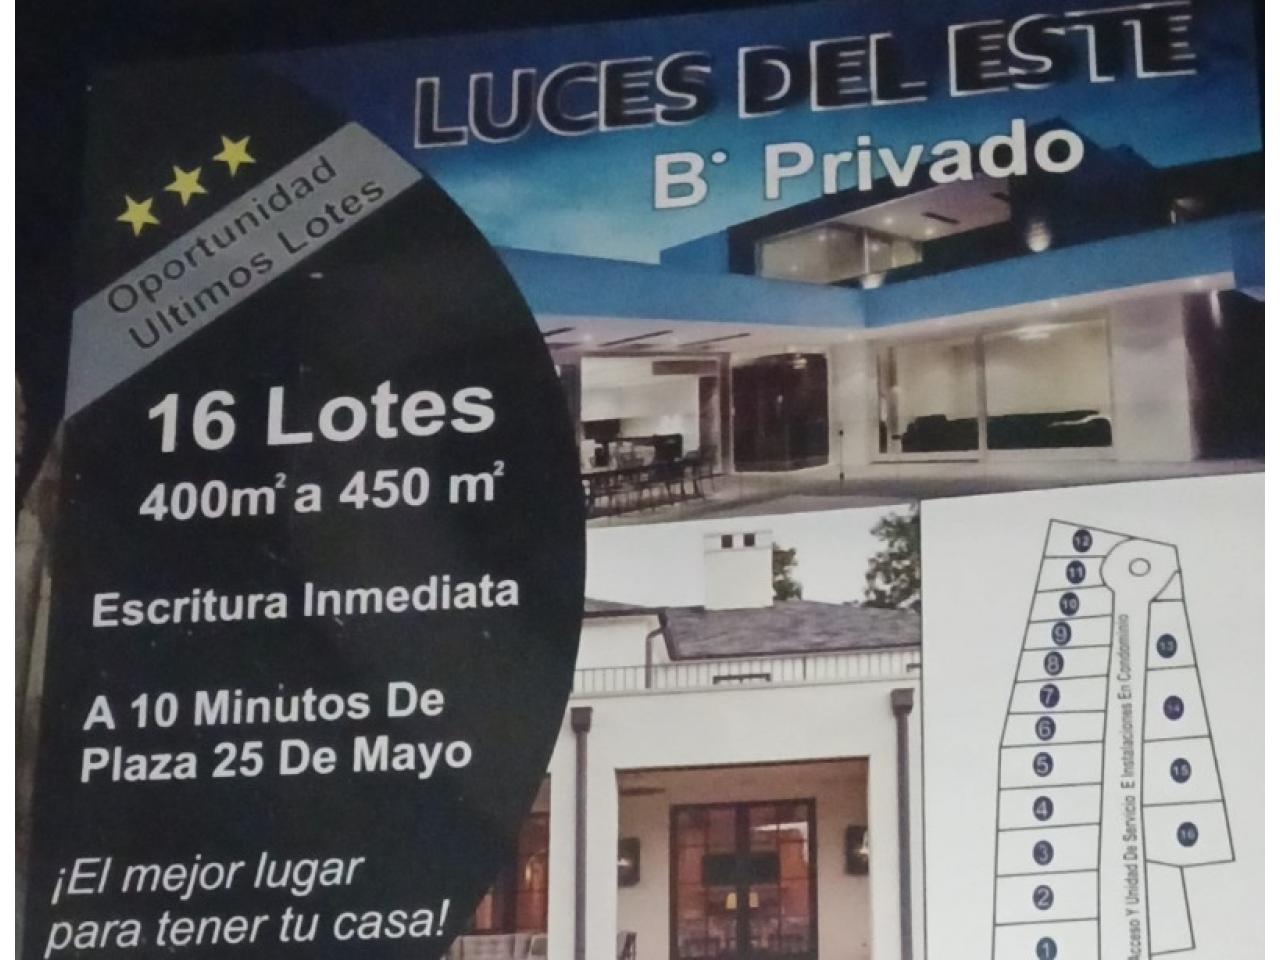 LUCES DEL ESTE
B° Privado
Oportunidad
Ultimos Lotes
16 Lotes
400m² a 450 m²
Escritura Inmediata
A 10 Minutos De
Plaza 25 De Mayo
¡El mejor lugar
para tener tu casa!
12
11
10
9
8
7
6
5
4
3
2
1
13
14
15
16
Acceso Y Unidad De Servicio E Instalaciones En Condominio